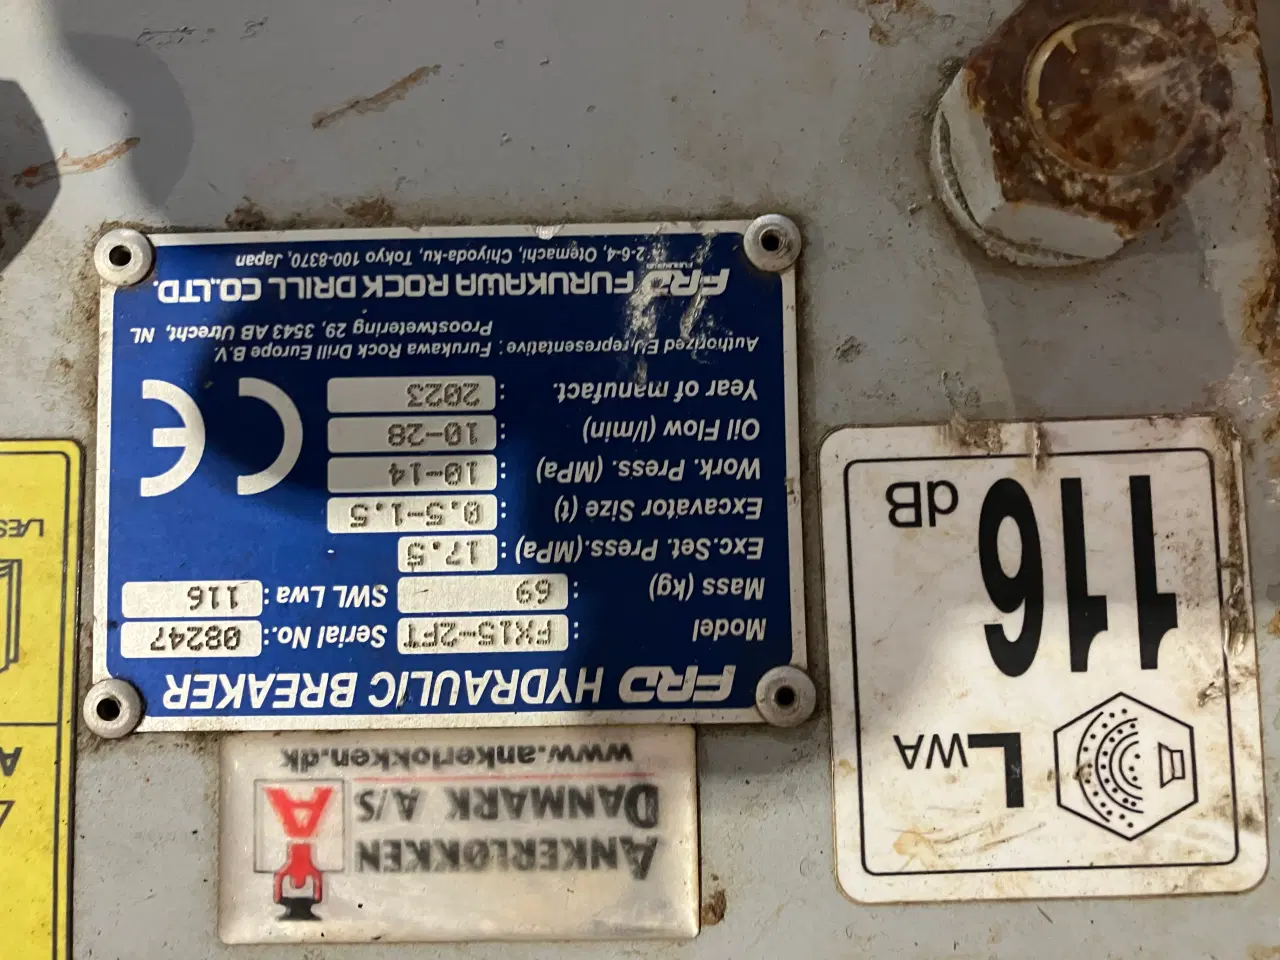 FRD HYDRAULIC BREAKER
Model : FX15-2FT Serial No.: 08247
Mass (kg) : 69 SWL Lwa : 116
Exc.Set. Press.(MPa) : 17.5
Excavator Size (t) : 0.5-1.5
Work. Press. (MPa) : 10-14
Oil Flow (l/min) : 10-28
Year of manufact. : 2023
CE
Authorized EU representative: Furukawa Rock Drill Europe B.V.
Proostwetering 29, 3543 AB Utrecht, NL
FRD FURUKAWA ROCK DRILL CO.,LTD.
FURUKAWA
2-6-4, Otemachi, Chiyoda-ku, Tokyo 100-8370, Japan
LWA
116
dB
ANKERLØKKEN
DANMARK A/S
www.ankerlokken.dk
A
LÆS